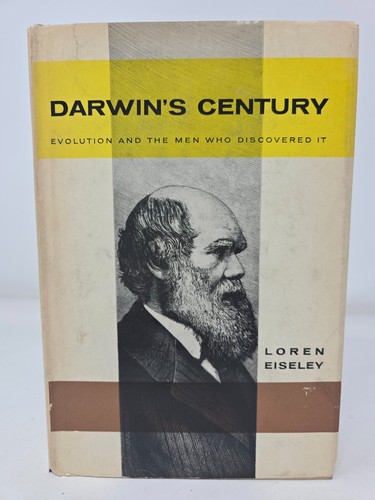 DARWIN'S CENTURY
EVOLUTION AND THE MEN WHO DISCOVERED IT
LOREN
EISELEY